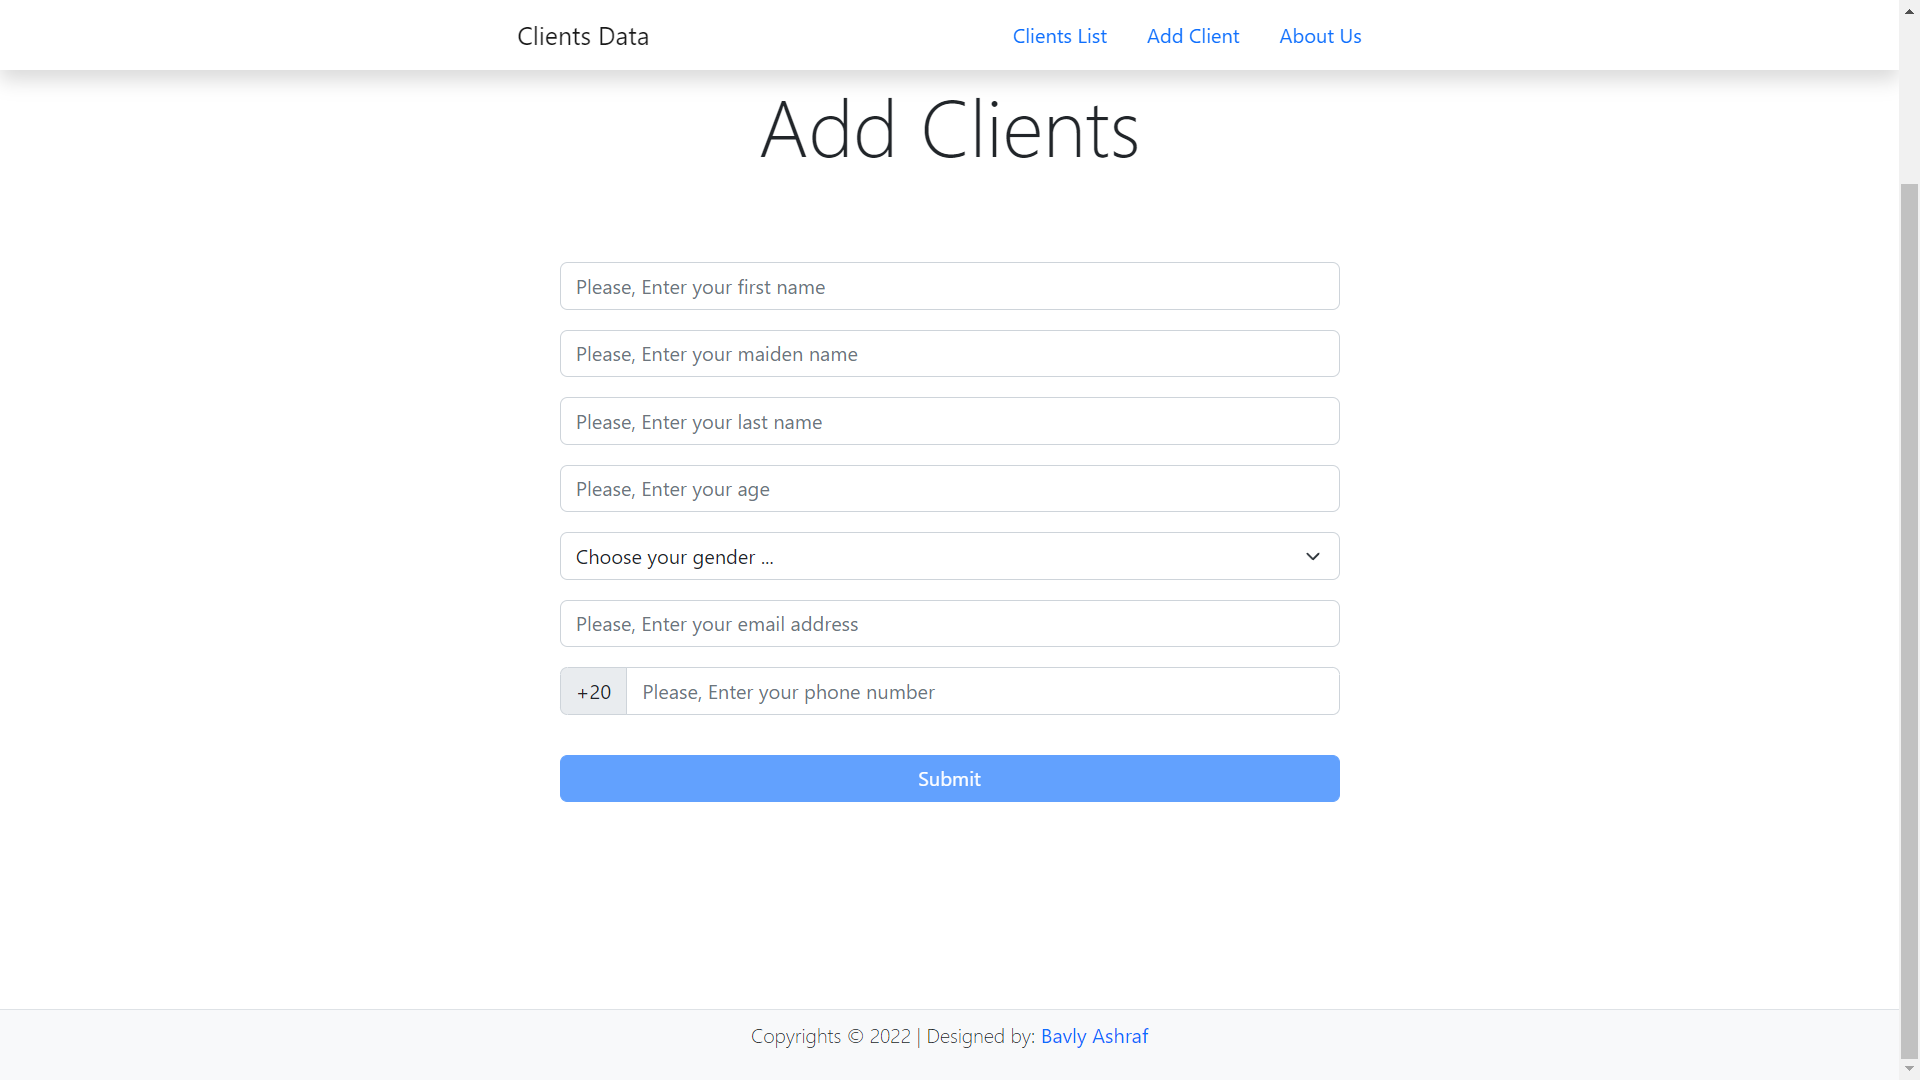 Clients Data
Clients List
Add Client
About Us
Add Clients
Please, Enter your first name
Please, Enter your maiden name
Please, Enter your last name
Please, Enter your age
Choose your gender ...
Please, Enter your email address
+20 Please, Enter your phone number
Submit
Copyrights © 2022 | Designed by: Bavly Ashraf